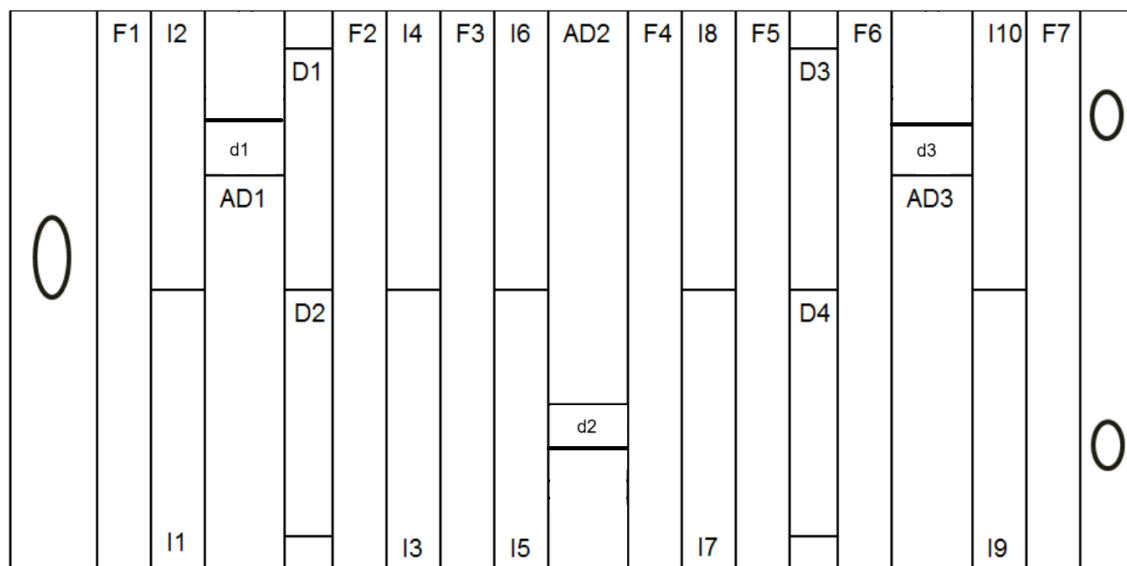 F1 I2 F2 I4 F3 I6 AD2 F4 I8 F5 F6 I10 F7
D1 D3
d1 d3
AD1 AD3
D2 D4
d2
I1 I3 I5 I7 I9